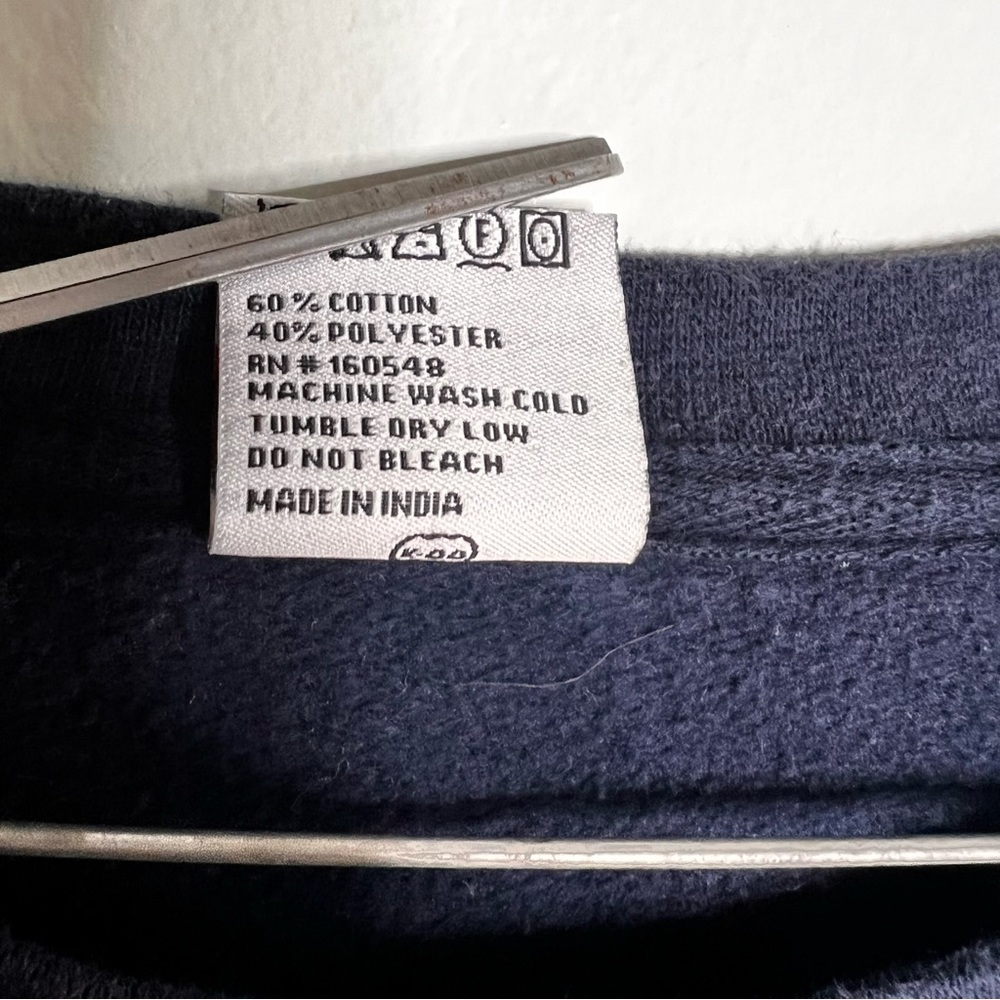 60 % COTTON
40% POLYESTER
RN # 160548
MACHINE WASH COLD
TUMBLE DRY LOW
DO NOT BLEACH
MADE IN INDIA